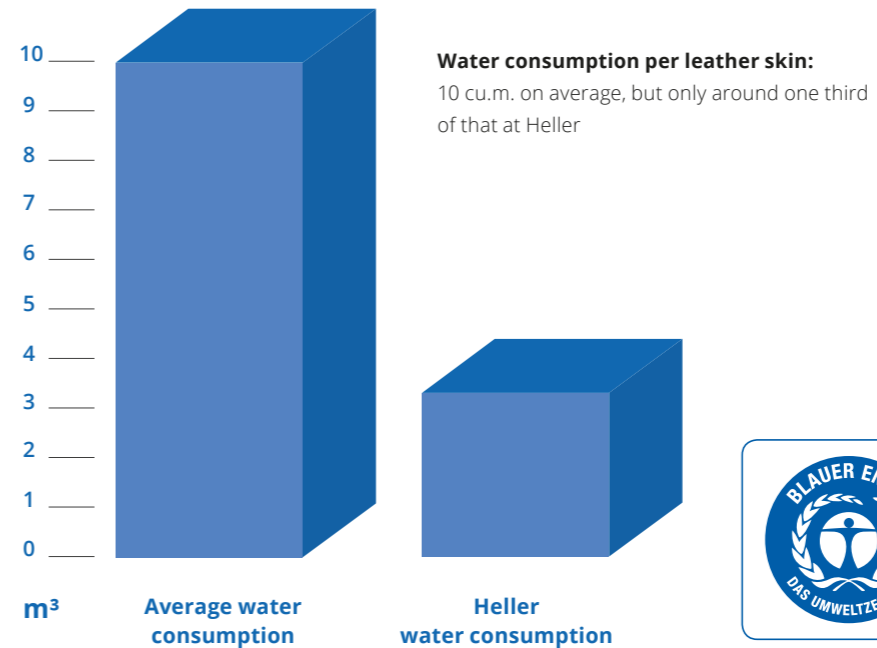 10
9
8
7
6
5
4
3
2
1
0
m³
Water consumption per leather skin:
10 cu.m. on average, but only around one third
of that at Heller
Average water
consumption
Heller
water consumption
BLAUER
DAS